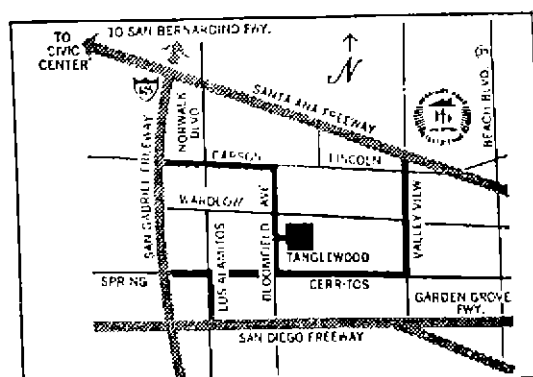 TO SAN BERNARDINO FWY.
TO
CIVIC
CENTER
N
SANTA ANA FREEWAY
BEACH BLVD.
NORWALK
BLVD.
SAN GABRIEL FREEWAY
CARSON
LINCOLN
WARDLOW
BLOOMFIELD AVE
VALLEY VIEW
TANGLEWOOD
SPRING
LOS ALAMITOS
CERRITOS
GARDEN GROVE
FWY.
SAN DIEGO FREEWAY